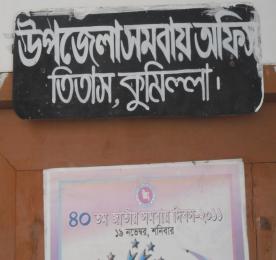 উপজেলা সমবায় অফিস
তিতাস, কুমিল্লা।
৪০ তম জাতীয় সমবায় দিবস-২০১১
১৯ নভেম্বর, শনিবার